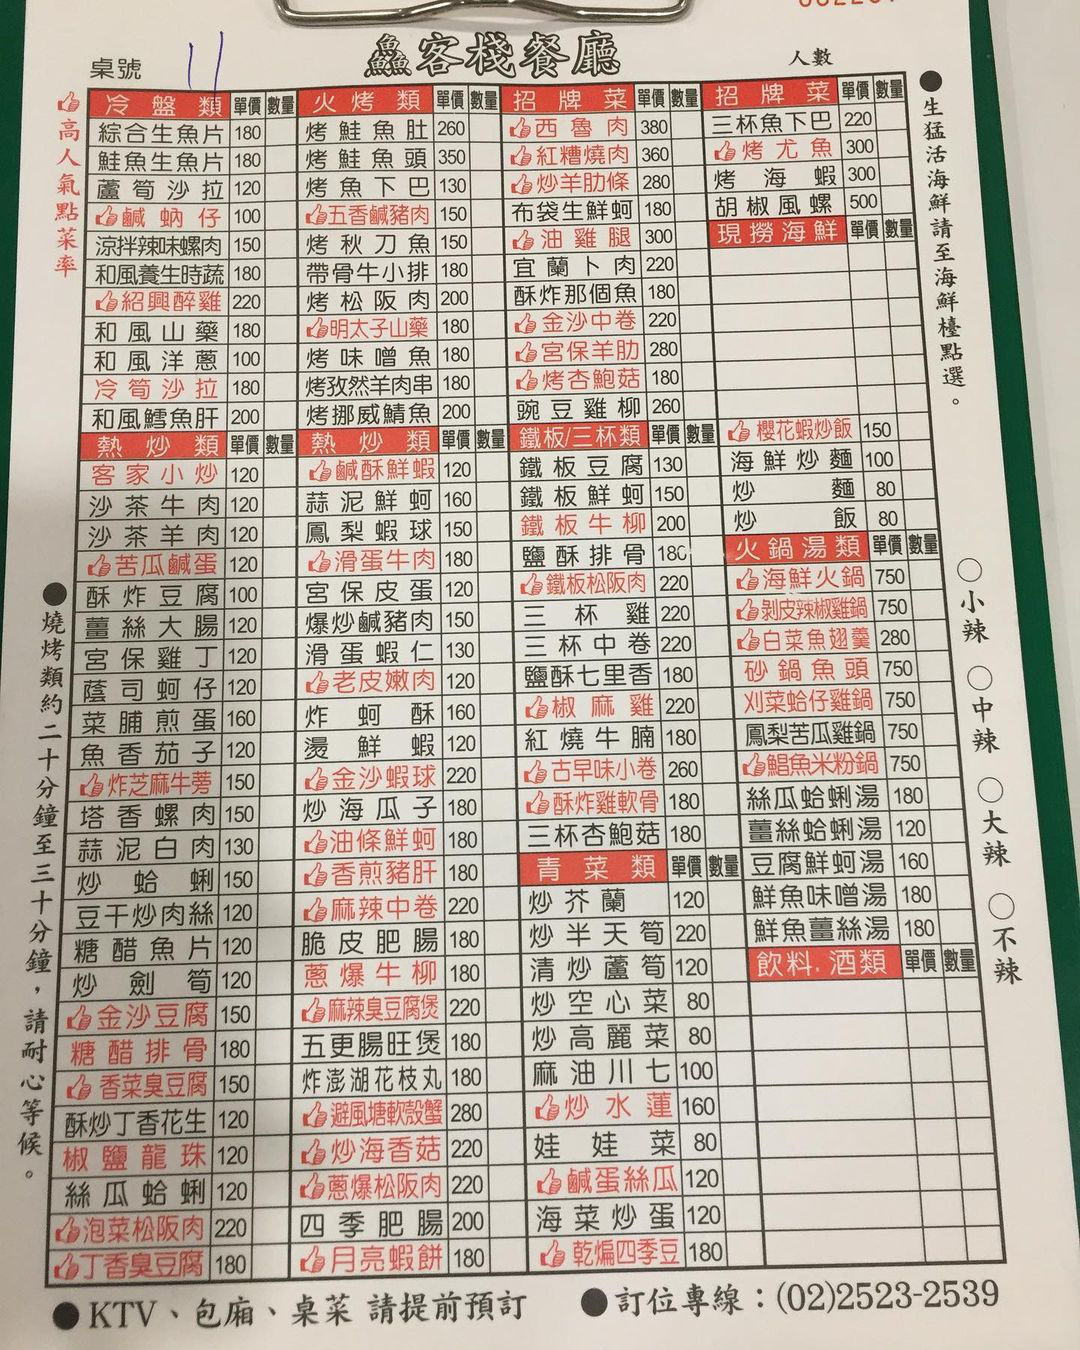 桌號 11
鱻客棧餐廳
人數
高人氣點菜率
冷盤類 單價 數量
綜合生魚片 180
鮭魚生魚片 180
蘆筍沙拉 120
鹹蚋仔 100
涼拌辣味螺肉 150
和風養生時蔬 180
紹興醉雞 220
和風山藥 180
和風洋蔥 100
冷筍沙拉 180
和風鱈魚肝 200
熱炒類 單價 數量
客家小炒 120
沙茶牛肉 120
沙茶羊肉 120
苦瓜鹹蛋 120
酥炸豆腐 100
薑絲大腸 120
宮保雞丁 120
蔭司蚵仔 120
菜脯煎蛋 160
魚香茄子 120
炸芝麻牛蒡 150
塔香螺肉 150
蒜泥白肉 130
炒蛤蜊 150
豆干炒肉絲 120
糖醋魚片 120
炒劍筍 120
金沙豆腐 150
糖醋排骨 180
香菜臭豆腐 150
酥炒丁香花生 120
椒鹽龍珠 120
絲瓜蛤蜊 120
泡菜松阪肉 220
丁香臭豆腐 180
火烤類 單價 數量
烤鮭魚肚 260
烤鮭魚頭 350
烤魚下巴 130
五香鹹豬肉 150
烤秋刀魚 150
帶骨牛小排 180
烤松阪肉 200
明太子山藥 180
烤味噌魚 180
烤孜然羊肉串 180
烤挪威鯖魚 200
熱炒類 單價 數量
鹹酥鮮蝦 120
蒜泥鮮蚵 160
鳳梨蝦球 150
滑蛋牛肉 180
宮保皮蛋 120
爆炒鹹豬肉 150
滑蛋蝦仁 130
老皮嫩肉 120
炸蚵酥 160
燙鮮蝦 120
金沙蝦球 220
炒海瓜子 180
油條鮮蚵 180
香煎豬肝 180
麻辣中卷 220
脆皮肥腸 180
蔥爆牛柳 180
麻辣臭豆腐煲 220
五更腸旺煲 180
炸澎湖花枝丸 180
避風塘軟殼蟹 280
炒海香菇 220
蔥爆松阪肉 220
四季肥腸 200
月亮蝦餅 180
招牌菜 單價 數量
西魯肉 380
紅糟燒肉 360
炒羊肋條 280
布袋生鮮蚵 180
油雞腿 300
宜蘭卜肉 220
酥炸那個魚 180
金沙中卷 220
宮保羊肋 280
烤杏鮑菇 180
豌豆雞柳 260
鐵板/三杯類 單價 數量
鐵板豆腐 130
鐵板鮮蚵 150
鐵板牛柳 200
鹽酥排骨 180
鐵板松阪肉 220
三杯雞 220
三杯中卷 220
鹽酥七里香 180
椒麻雞 220
紅燒牛腩 180
古早味小卷 260
酥炸雞軟骨 180
三杯杏鮑菇 180
青菜類 單價 數量
炒芥蘭 120
炒半天筍 220
清炒蘆筍 120
炒空心菜 80
炒高麗菜 80
麻油川七 100
炒水蓮 160
娃娃菜 80
鹹蛋絲瓜 120
海菜炒蛋 120
乾煸四季豆 180
招牌菜 單價 數量
三杯魚下巴 220
烤尤魚 300
烤海蝦 300
胡椒風螺 500
現撈海鮮 單價 數量
櫻花蝦炒飯 150
海鮮炒麵 100
炒麵 80
炒飯 80
火鍋湯類 單價 數量
海鮮火鍋 750
剝皮辣椒雞鍋 750
白菜魚翅羹 280
砂鍋魚頭 750
刈菜蛤仔雞鍋 750
鳳梨苦瓜雞鍋 750
鯧魚米粉鍋 750
絲瓜蛤蜊湯 180
薑絲蛤蜊湯 120
豆腐鮮蚵湯 160
鮮魚味噌湯 180
鮮魚薑絲湯 180
飲料.酒類 單價 數量
●生猛活海鮮請至海鮮檯點選。
○小辣 ○中辣 ○大辣 ○不辣
●燒烤類約二十分鐘至三十分鐘，請耐心等候。
●KTV、包廂、桌菜 請提前預訂
●訂位專線：(02)2523-2539